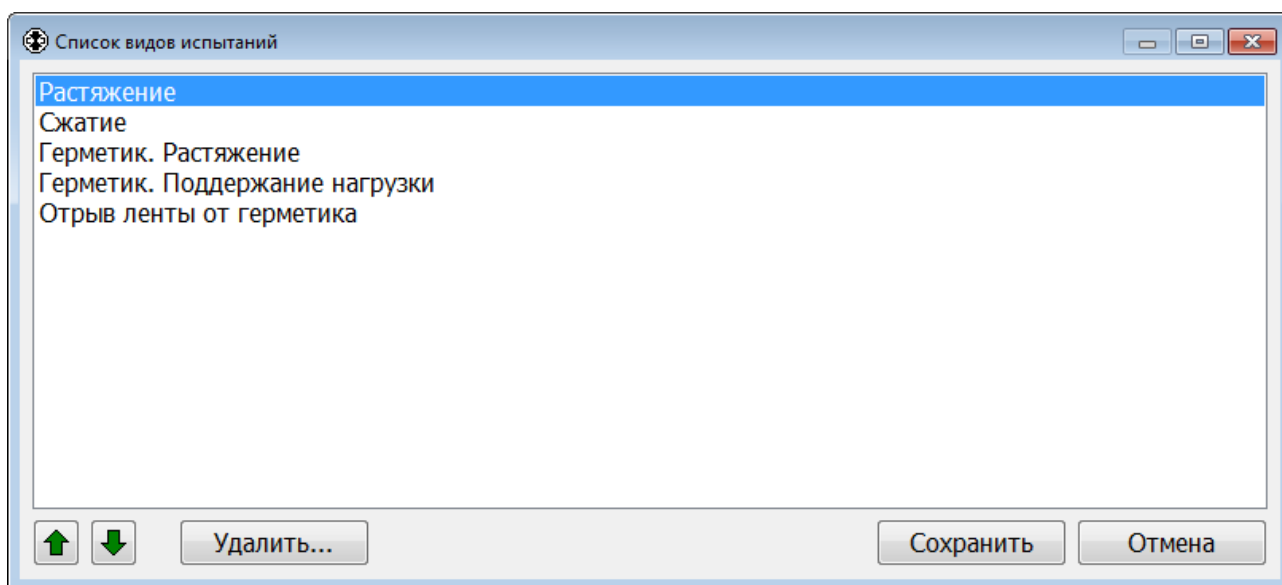 Список видов испытаний
Растяжение
Сжатие
Герметик. Растяжение
Герметик. Поддержание нагрузки
Отрыв ленты от герметика
Удалить...
Сохранить
Отмена